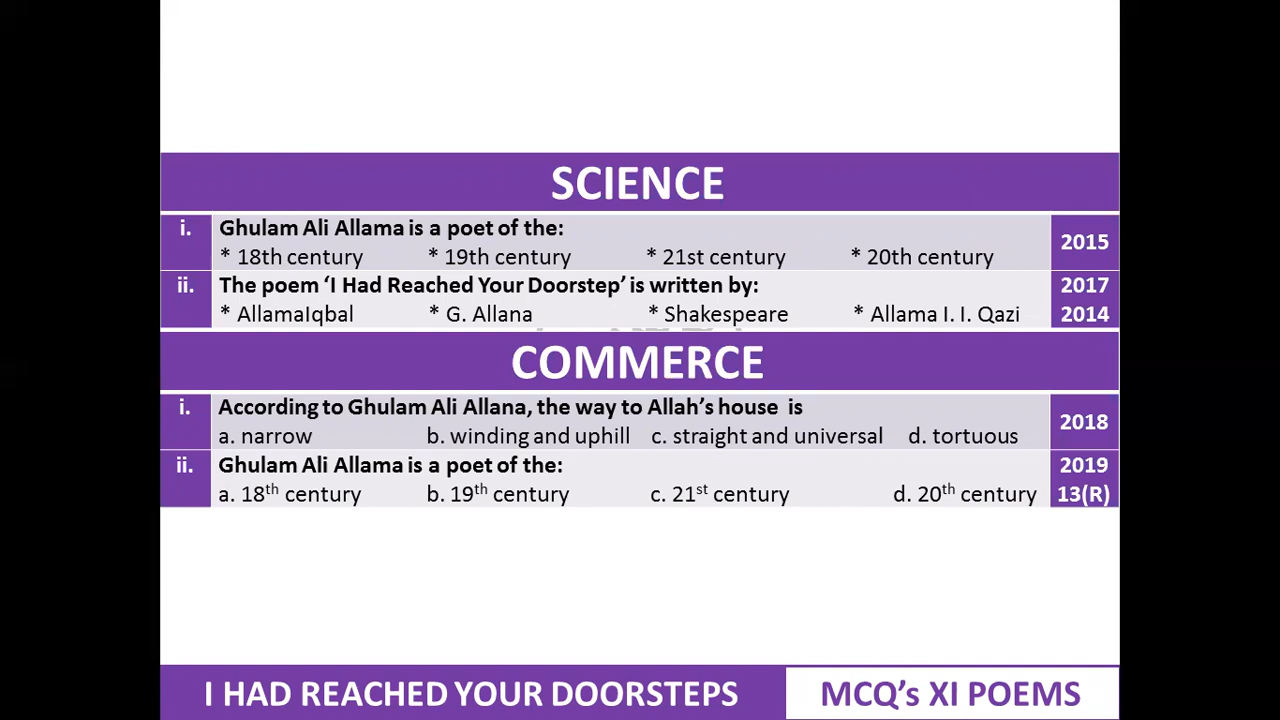 SCIENCE
i. Ghulam Ali Allama is a poet of the: 2015
* 18th century * 19th century * 21st century * 20th century
ii. The poem ‘I Had Reached Your Doorstep’ is written by: 2017
* AllamaIqbal * G. Allana * Shakespeare * Allama I. I. Qazi 2014
COMMERCE
i. According to Ghulam Ali Allana, the way to Allah’s house is 2018
a. narrow b. winding and uphill c. straight and universal d. tortuous
ii. Ghulam Ali Allama is a poet of the: 2019
a. 18th century b. 19th century c. 21st century d. 20th century 13(R)
I HAD REACHED YOUR DOORSTEPS MCQ’s XI POEMS